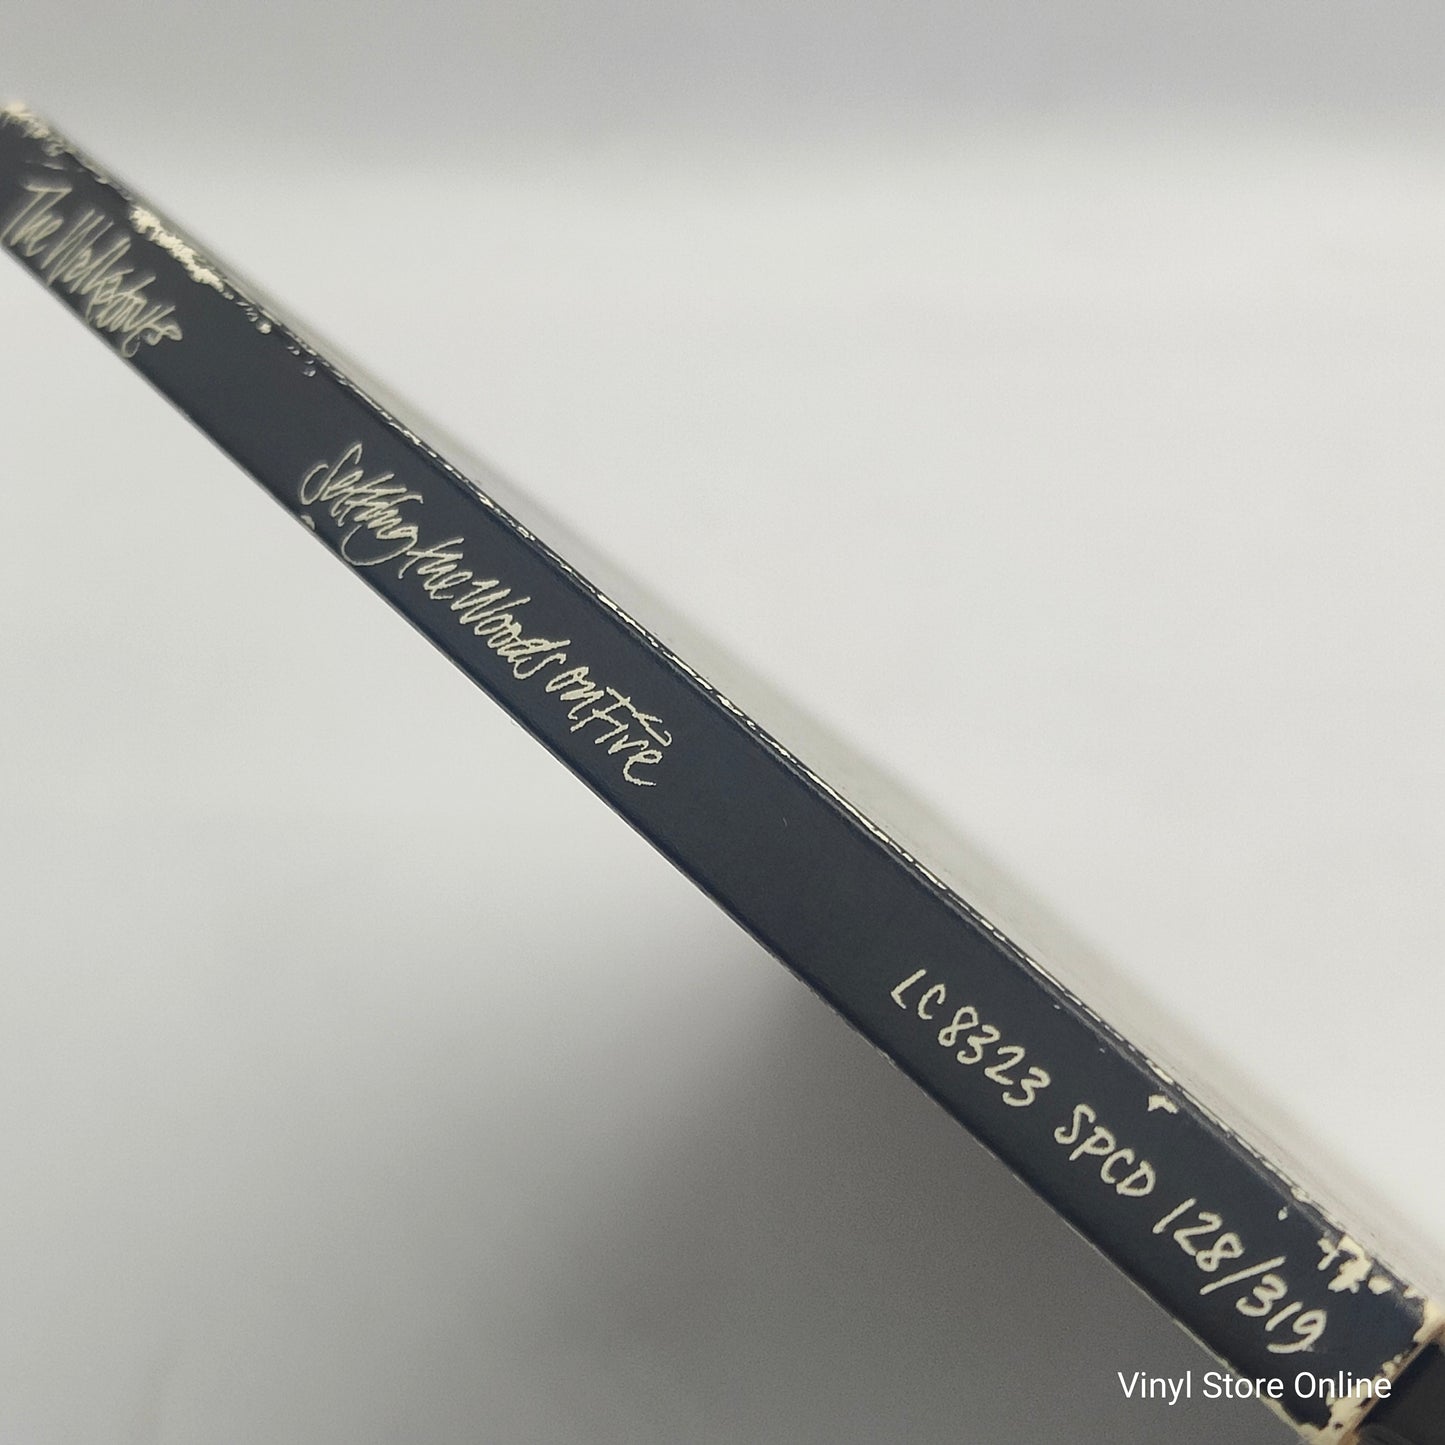 The Walkabouts
Setting the Woods on Fire
LC 8323 SPCD 128/319
Vinyl Store Online